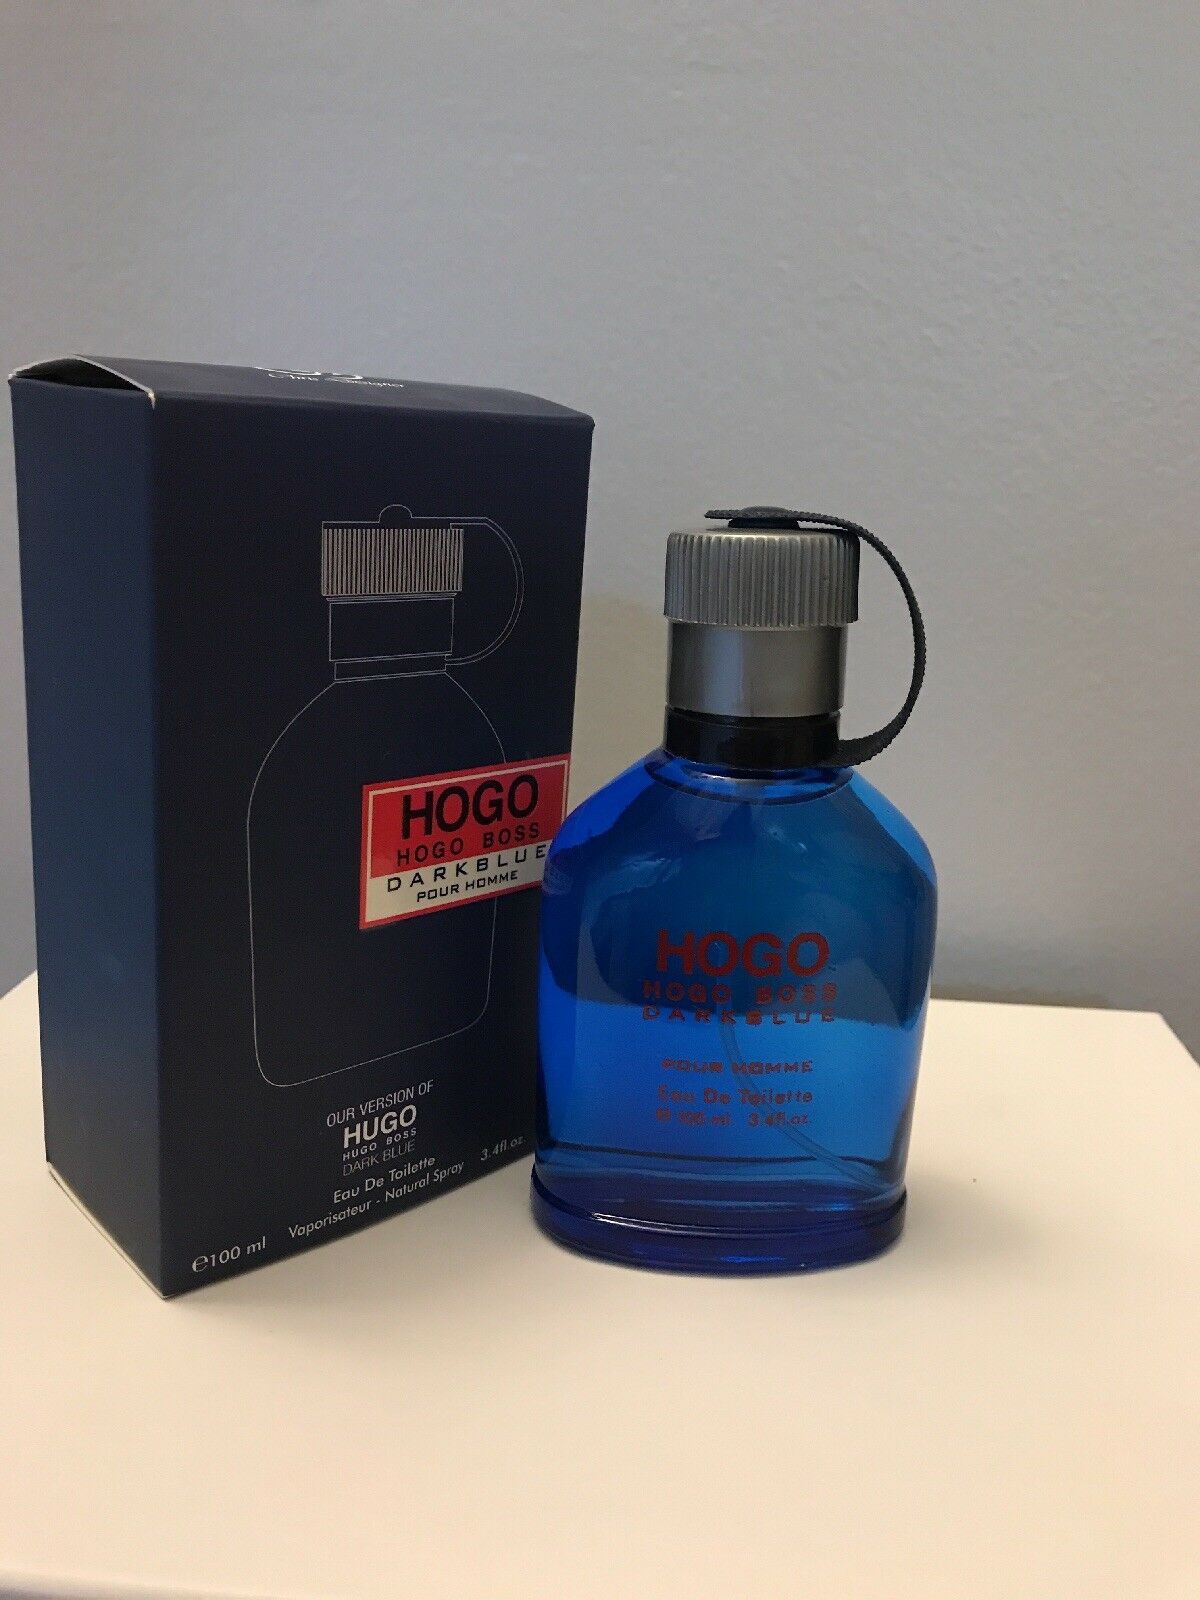 HOGO
HOGO BOSS
DARKBLUE
POUR HOMME
OUR VERSION OF
HUGO
HUGO BOSS
DARK BLUE
Eau De Toilette
Vaporisateur - Natural Spray
3.4fl.oz.
℮100 ml
HOGO
HOGO BOSS
DARKBLUE
POUR HOMME
Eau De Toilette
℮ 100 ml 3.4fl.oz.